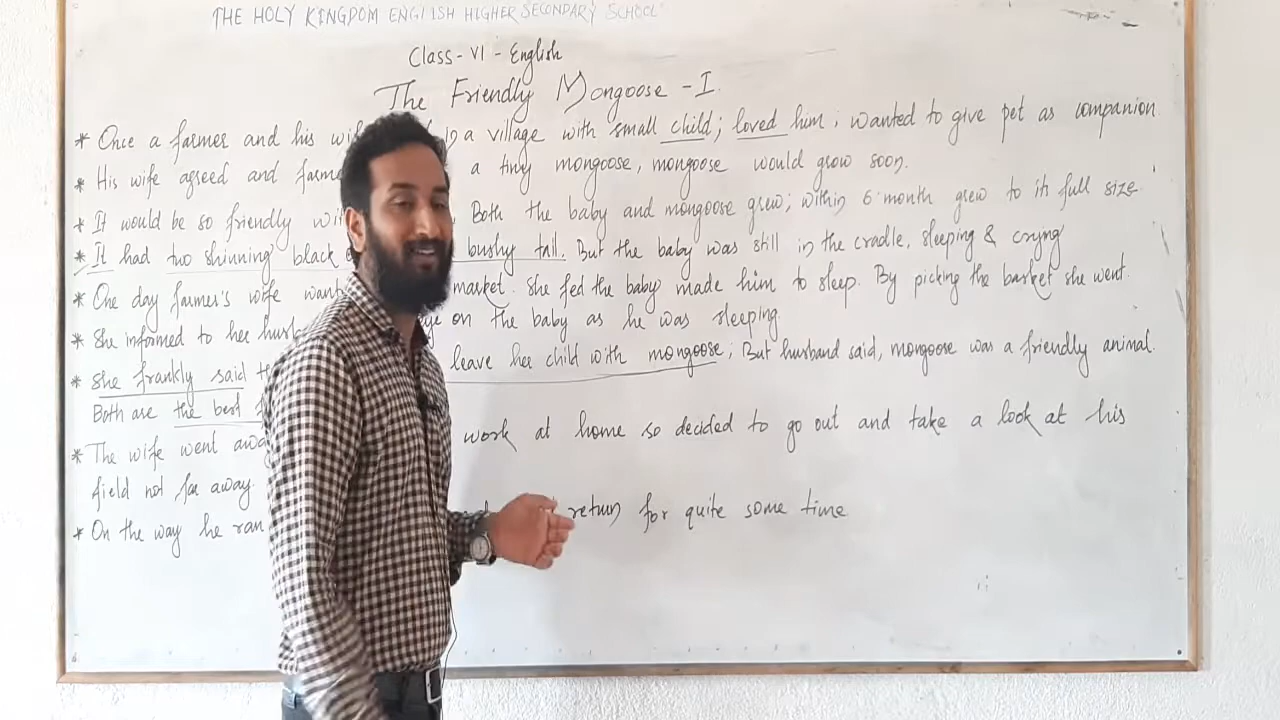 THE HOLY KINGDOM ENGLISH HIGHER SECONDARY SCHOOL
Class - VI - English
The Friendly Mongoose - I
* Once a farmer and his a village with small child; loved him; wanted to give pet as companion
* His wife agreed and a tiny mongoose, mongoose would grow soon.
* It would be so friendly Both the baby and mongoose grew; within 6 month grew to its full size
* It had two shinning black bushy tail. But the baby was still in the cradle, sleeping & crying
* One day farmer's wife market. She fed the baby made him to sleep. By picking the basket she went.
* She informed to her on the baby as he was sleeping
* She frankly said leave her child with mongoose; But husband said, mongoose was a friendly animal.
Both are the best
* The wife went work at home so decided to go out and take a look at his
field not far away.
* On the way he ran return for quite some time